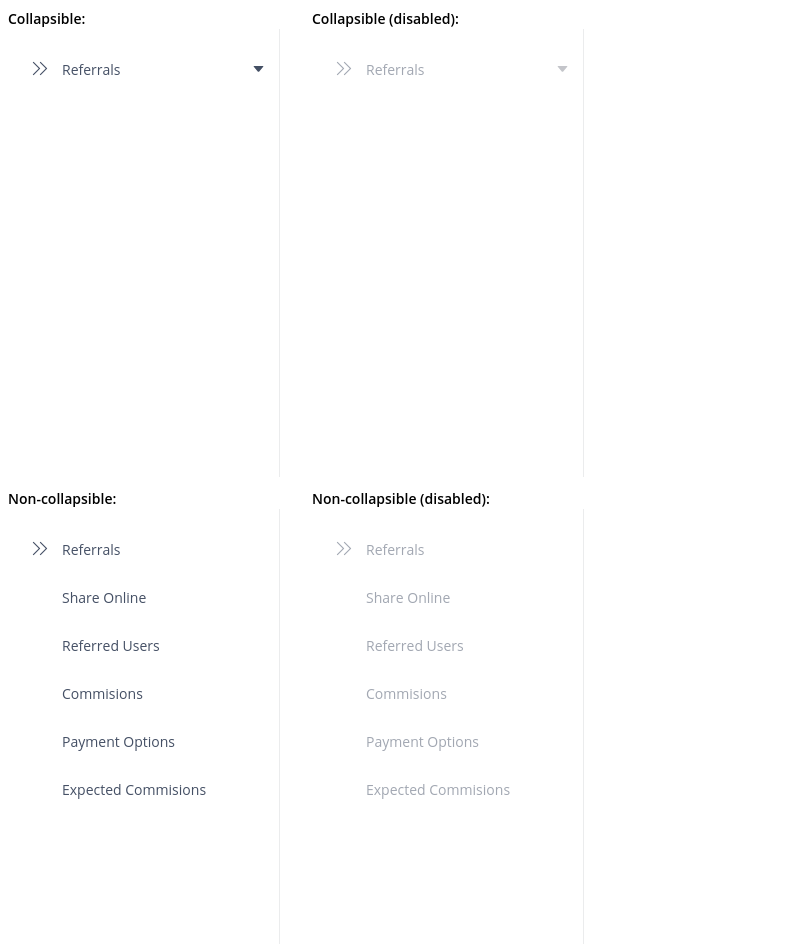 Collapsible:
Referrals
Collapsible (disabled):
Referrals
Non-collapsible:
Referrals
Share Online
Referred Users
Commisions
Payment Options
Expected Commisions
Non-collapsible (disabled):
Referrals
Share Online
Referred Users
Commisions
Payment Options
Expected Commisions